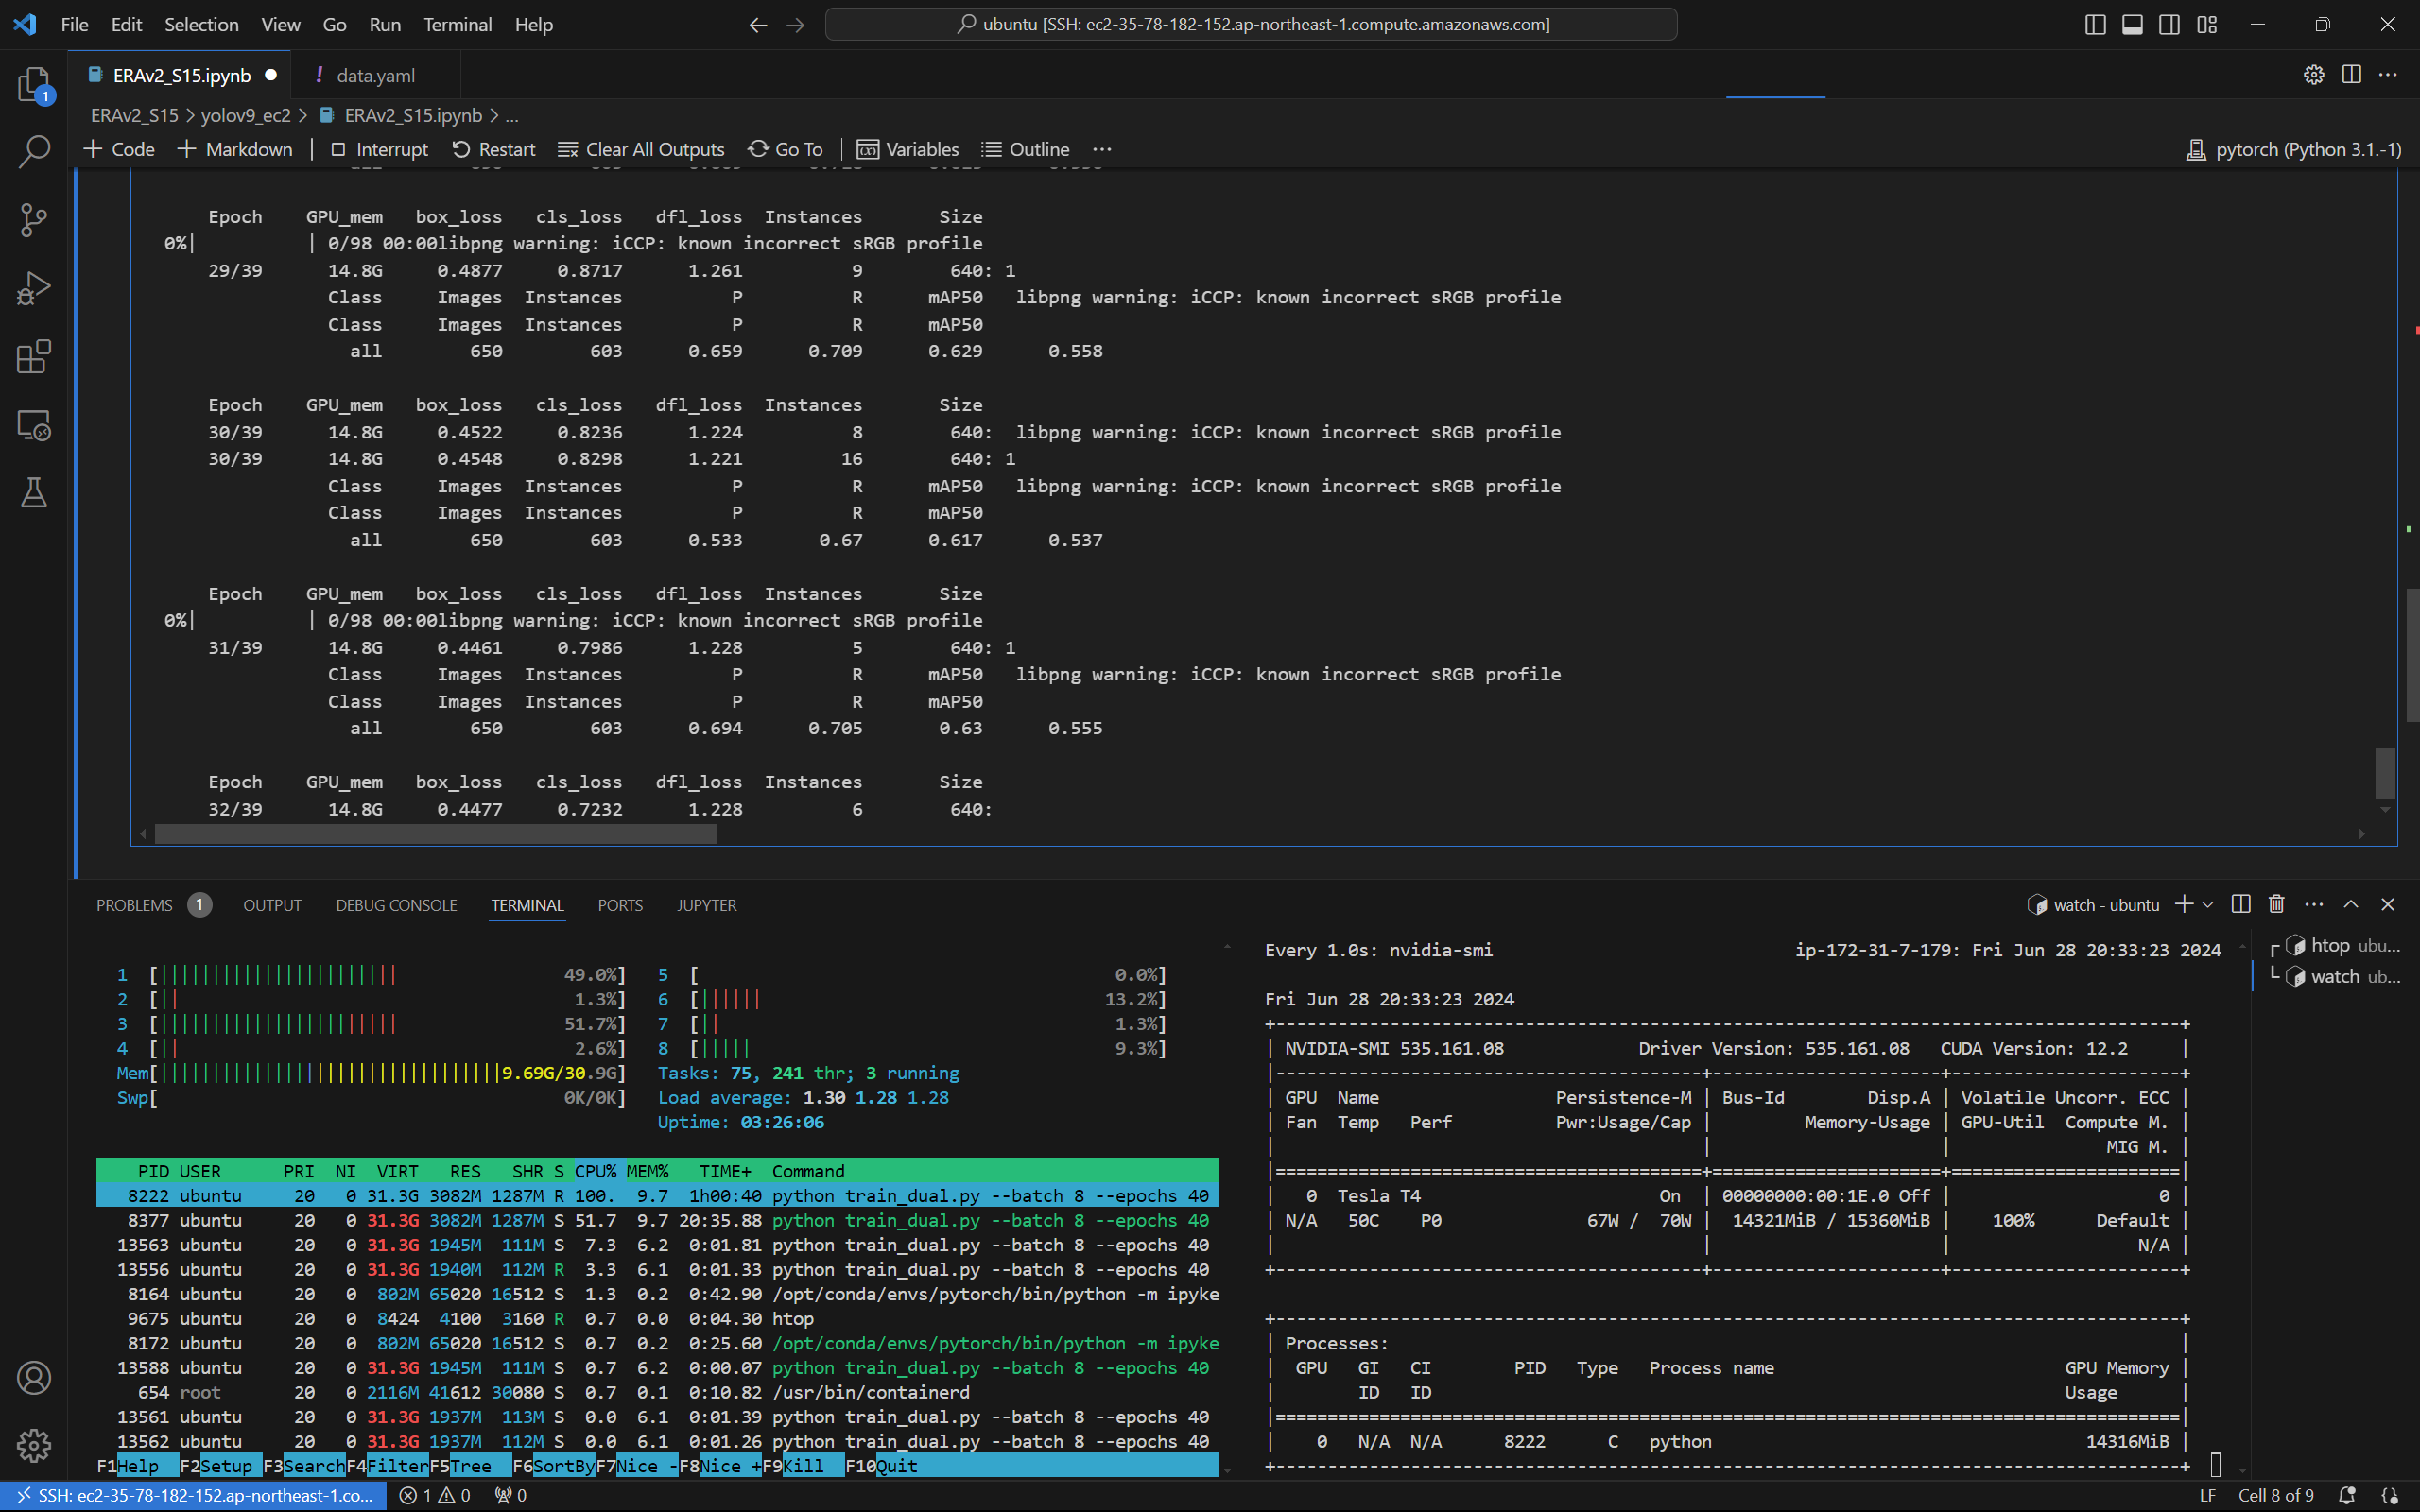 File Edit Selection View Go Run Terminal Help
ubuntu [SSH: ec2-35-78-182-152.ap-northeast-1.compute.amazonaws.com]
ERAv2_S15.ipynb
! data.yaml
1
ERAv2_S15 > yolov9_ec2 > ERAv2_S15.ipynb > ...
+ Code + Markdown | Interrupt Restart Clear All Outputs Go To | Variables Outline ...
pytorch (Python 3.1.-1)
Epoch GPU_mem box_loss cls_loss dfl_loss Instances Size
0%| | 0/98 00:00libpng warning: iCCP: known incorrect sRGB profile
29/39 14.8G 0.4877 0.8717 1.261 9 640: 1
Class Images Instances P R mAP50 libpng warning: iCCP: known incorrect sRGB profile
Class Images Instances P R mAP50
all 650 603 0.659 0.709 0.629 0.558
Epoch GPU_mem box_loss cls_loss dfl_loss Instances Size
30/39 14.8G 0.4522 0.8236 1.224 8 640: libpng warning: iCCP: known incorrect sRGB profile
30/39 14.8G 0.4548 0.8298 1.221 16 640: 1
Class Images Instances P R mAP50 libpng warning: iCCP: known incorrect sRGB profile
Class Images Instances P R mAP50
all 650 603 0.533 0.67 0.617 0.537
Epoch GPU_mem box_loss cls_loss dfl_loss Instances Size
0%| | 0/98 00:00libpng warning: iCCP: known incorrect sRGB profile
31/39 14.8G 0.4461 0.7986 1.228 5 640: 1
Class Images Instances P R mAP50 libpng warning: iCCP: known incorrect sRGB profile
Class Images Instances P R mAP50
all 650 603 0.694 0.705 0.63 0.555
Epoch GPU_mem box_loss cls_loss dfl_loss Instances Size
32/39 14.8G 0.4477 0.7232 1.228 6 640:
PROBLEMS 1 OUTPUT DEBUG CONSOLE TERMINAL PORTS JUPYTER
watch - ubuntu
1 [||||||||||||||||||||||| 49.0%] 5 [ 0.0%]
2 [|| 1.3%] 6 [|||||| 13.2%]
3 [||||||||||||||||||||||| 51.7%] 7 [|| 1.3%]
4 [|| 2.6%] 8 [||||| 9.3%]
Mem[|||||||||||||||||||||||||||||||||9.69G/30.9G] Tasks: 75, 241 thr; 3 running
Swp[ 0K/0K] Load average: 1.30 1.28 1.28
Uptime: 03:26:06
PID USER PRI NI VIRT RES SHR S CPU% MEM% TIME+ Command
8222 ubuntu 20 0 31.3G 3082M 1287M R 100. 9.7 1h00:40 python train_dual.py --batch 8 --epochs 40
8377 ubuntu 20 0 31.3G 3082M 1287M S 51.7 9.7 20:35.88 python train_dual.py --batch 8 --epochs 40
13563 ubuntu 20 0 31.3G 1945M 111M S 7.3 6.2 0:01.81 python train_dual.py --batch 8 --epochs 40
13556 ubuntu 20 0 31.3G 1940M 112M R 3.3 6.1 0:01.33 python train_dual.py --batch 8 --epochs 40
8164 ubuntu 20 0 802M 65020 16512 S 1.3 0.2 0:42.90 /opt/conda/envs/pytorch/bin/python -m ipyke
9675 ubuntu 20 0 8424 4100 3160 R 0.7 0.0 0:04.30 htop
8172 ubuntu 20 0 802M 65020 16512 S 0.7 0.2 0:25.60 /opt/conda/envs/pytorch/bin/python -m ipyke
13588 ubuntu 20 0 31.3G 1945M 111M S 0.7 6.2 0:00.07 python train_dual.py --batch 8 --epochs 40
654 root 20 0 2116M 41612 30080 S 0.7 0.1 0:10.82 /usr/bin/containerd
13561 ubuntu 20 0 31.3G 1937M 113M S 0.0 6.1 0:01.39 python train_dual.py --batch 8 --epochs 40
13562 ubuntu 20 0 31.3G 1937M 112M S 0.0 6.1 0:01.26 python train_dual.py --batch 8 --epochs 40
F1Help F2Setup F3SearchF4FilterF5Tree F6SortByF7Nice -F8Nice +F9Kill F10Quit
Every 1.0s: nvidia-smi ip-172-31-7-179: Fri Jun 28 20:33:23 2024
Fri Jun 28 20:33:23 2024
| NVIDIA-SMI 535.161.08 Driver Version: 535.161.08 CUDA Version: 12.2 |
| GPU Name Persistence-M | Bus-Id Disp.A | Volatile Uncorr. ECC |
| Fan Temp Perf Pwr:Usage/Cap | Memory-Usage | GPU-Util Compute M. |
| | | MIG M. |
| 0 Tesla T4 On | 00000000:00:1E.0 Off | 0 |
| N/A 50C P0 67W / 70W | 14321MiB / 15360MiB | 100% Default |
| | | N/A |
| Processes: |
| GPU GI CI PID Type Process name GPU Memory |
| ID ID Usage |
| 0 N/A N/A 8222 C python 14316MiB |
htop ubu...
watch ub...
SSH: ec2-35-78-182-152.ap-northeast-1.co... 1 0 0
LF Cell 8 of 9